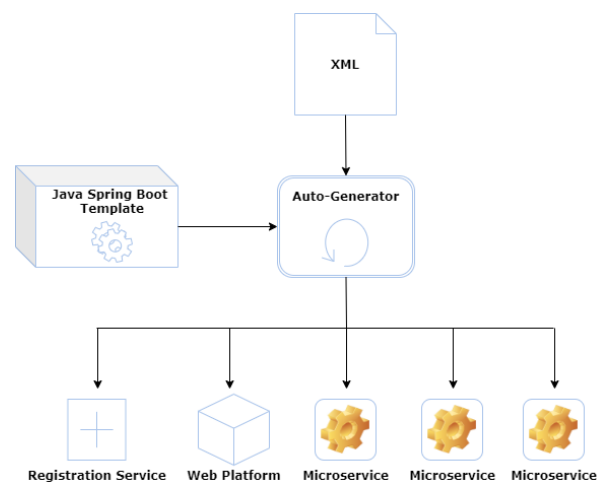 XML
Java Spring Boot
Template
Auto-Generator
Registration Service
Web Platform
Microservice
Microservice
Microservice